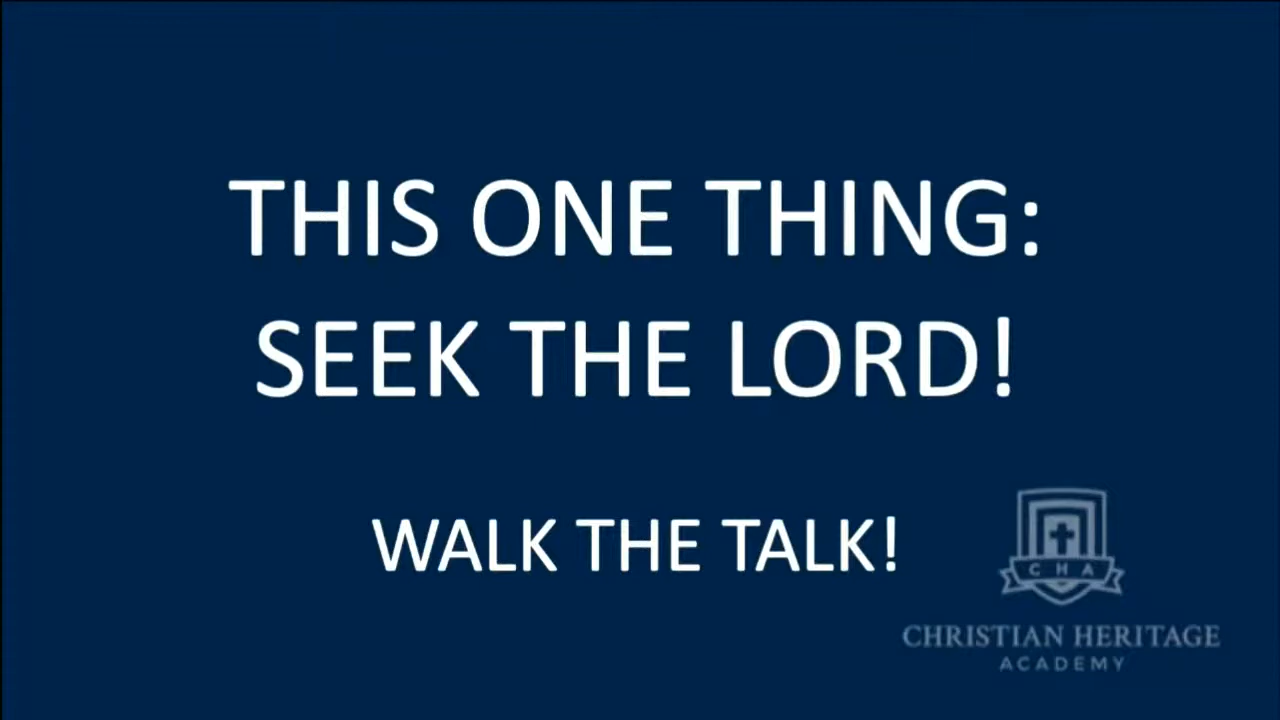 THIS ONE THING:
SEEK THE LORD!
WALK THE TALK!
CHA
CHRISTIAN HERITAGE
ACADEMY